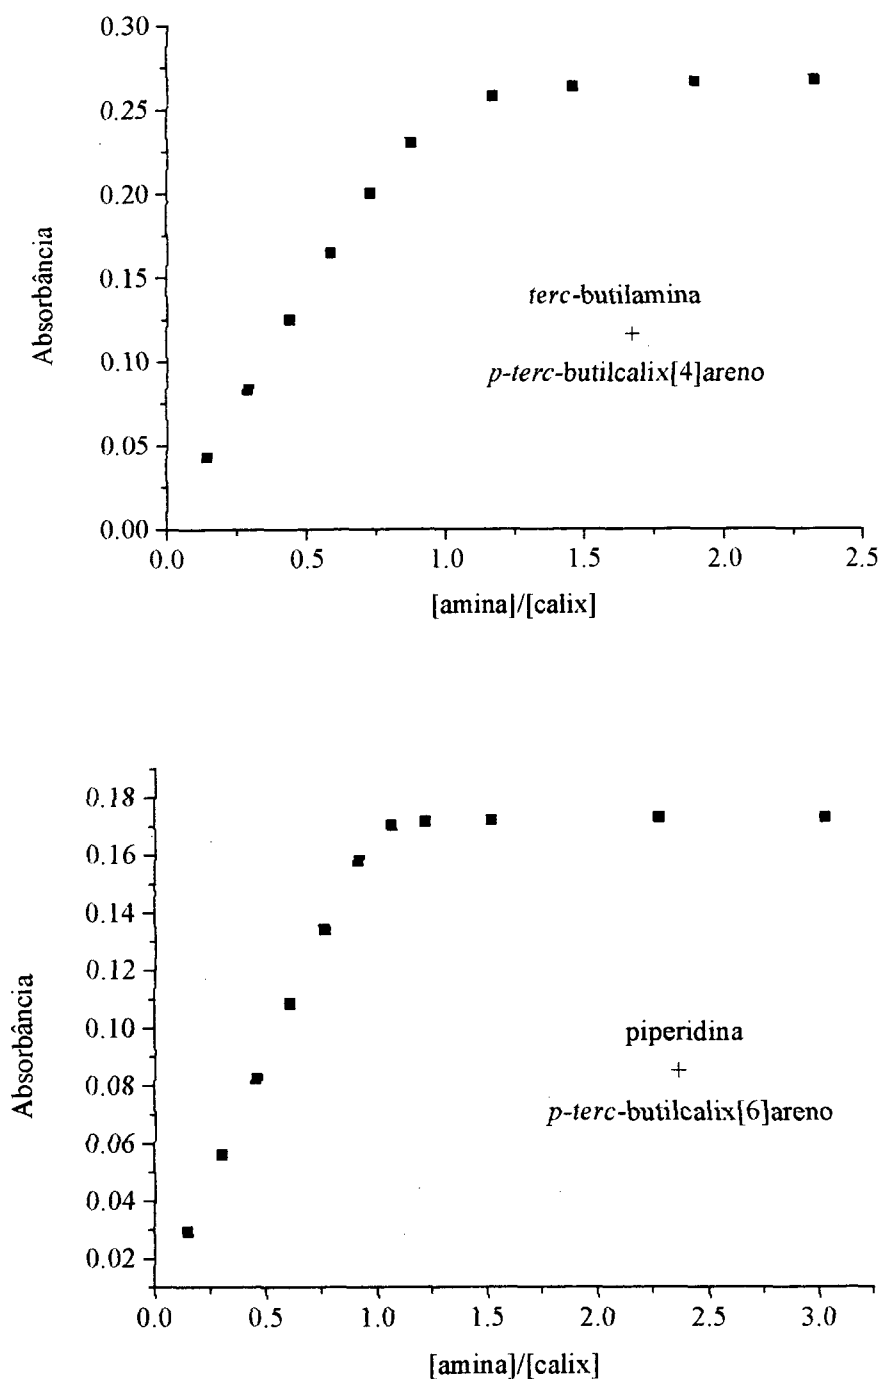 0.30
0.25
0.20
0.15
0.10
0.05
0.00
Absorbância
terc-butilamina
+
p-terc-butilcalix[4]areno
0.0 0.5 1.0 1.5 2.0 2.5
[amina]/[calix]
0.18
0.16
0.14
0.12
0.10
0.08
0.06
0.04
0.02
Absorbância
piperidina
+
p-terc-butilcalix[6]areno
0.0 0.5 1.0 1.5 2.0 2.5 3.0
[amina]/[calix]